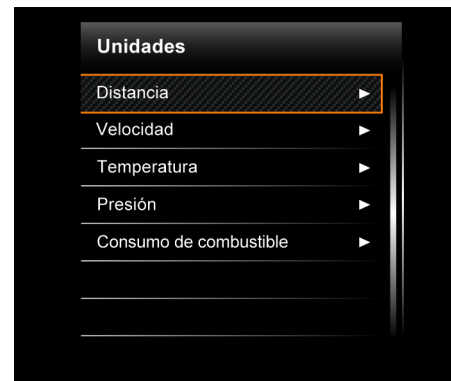 Unidades
Distancia
Velocidad
Temperatura
Presión
Consumo de combustible